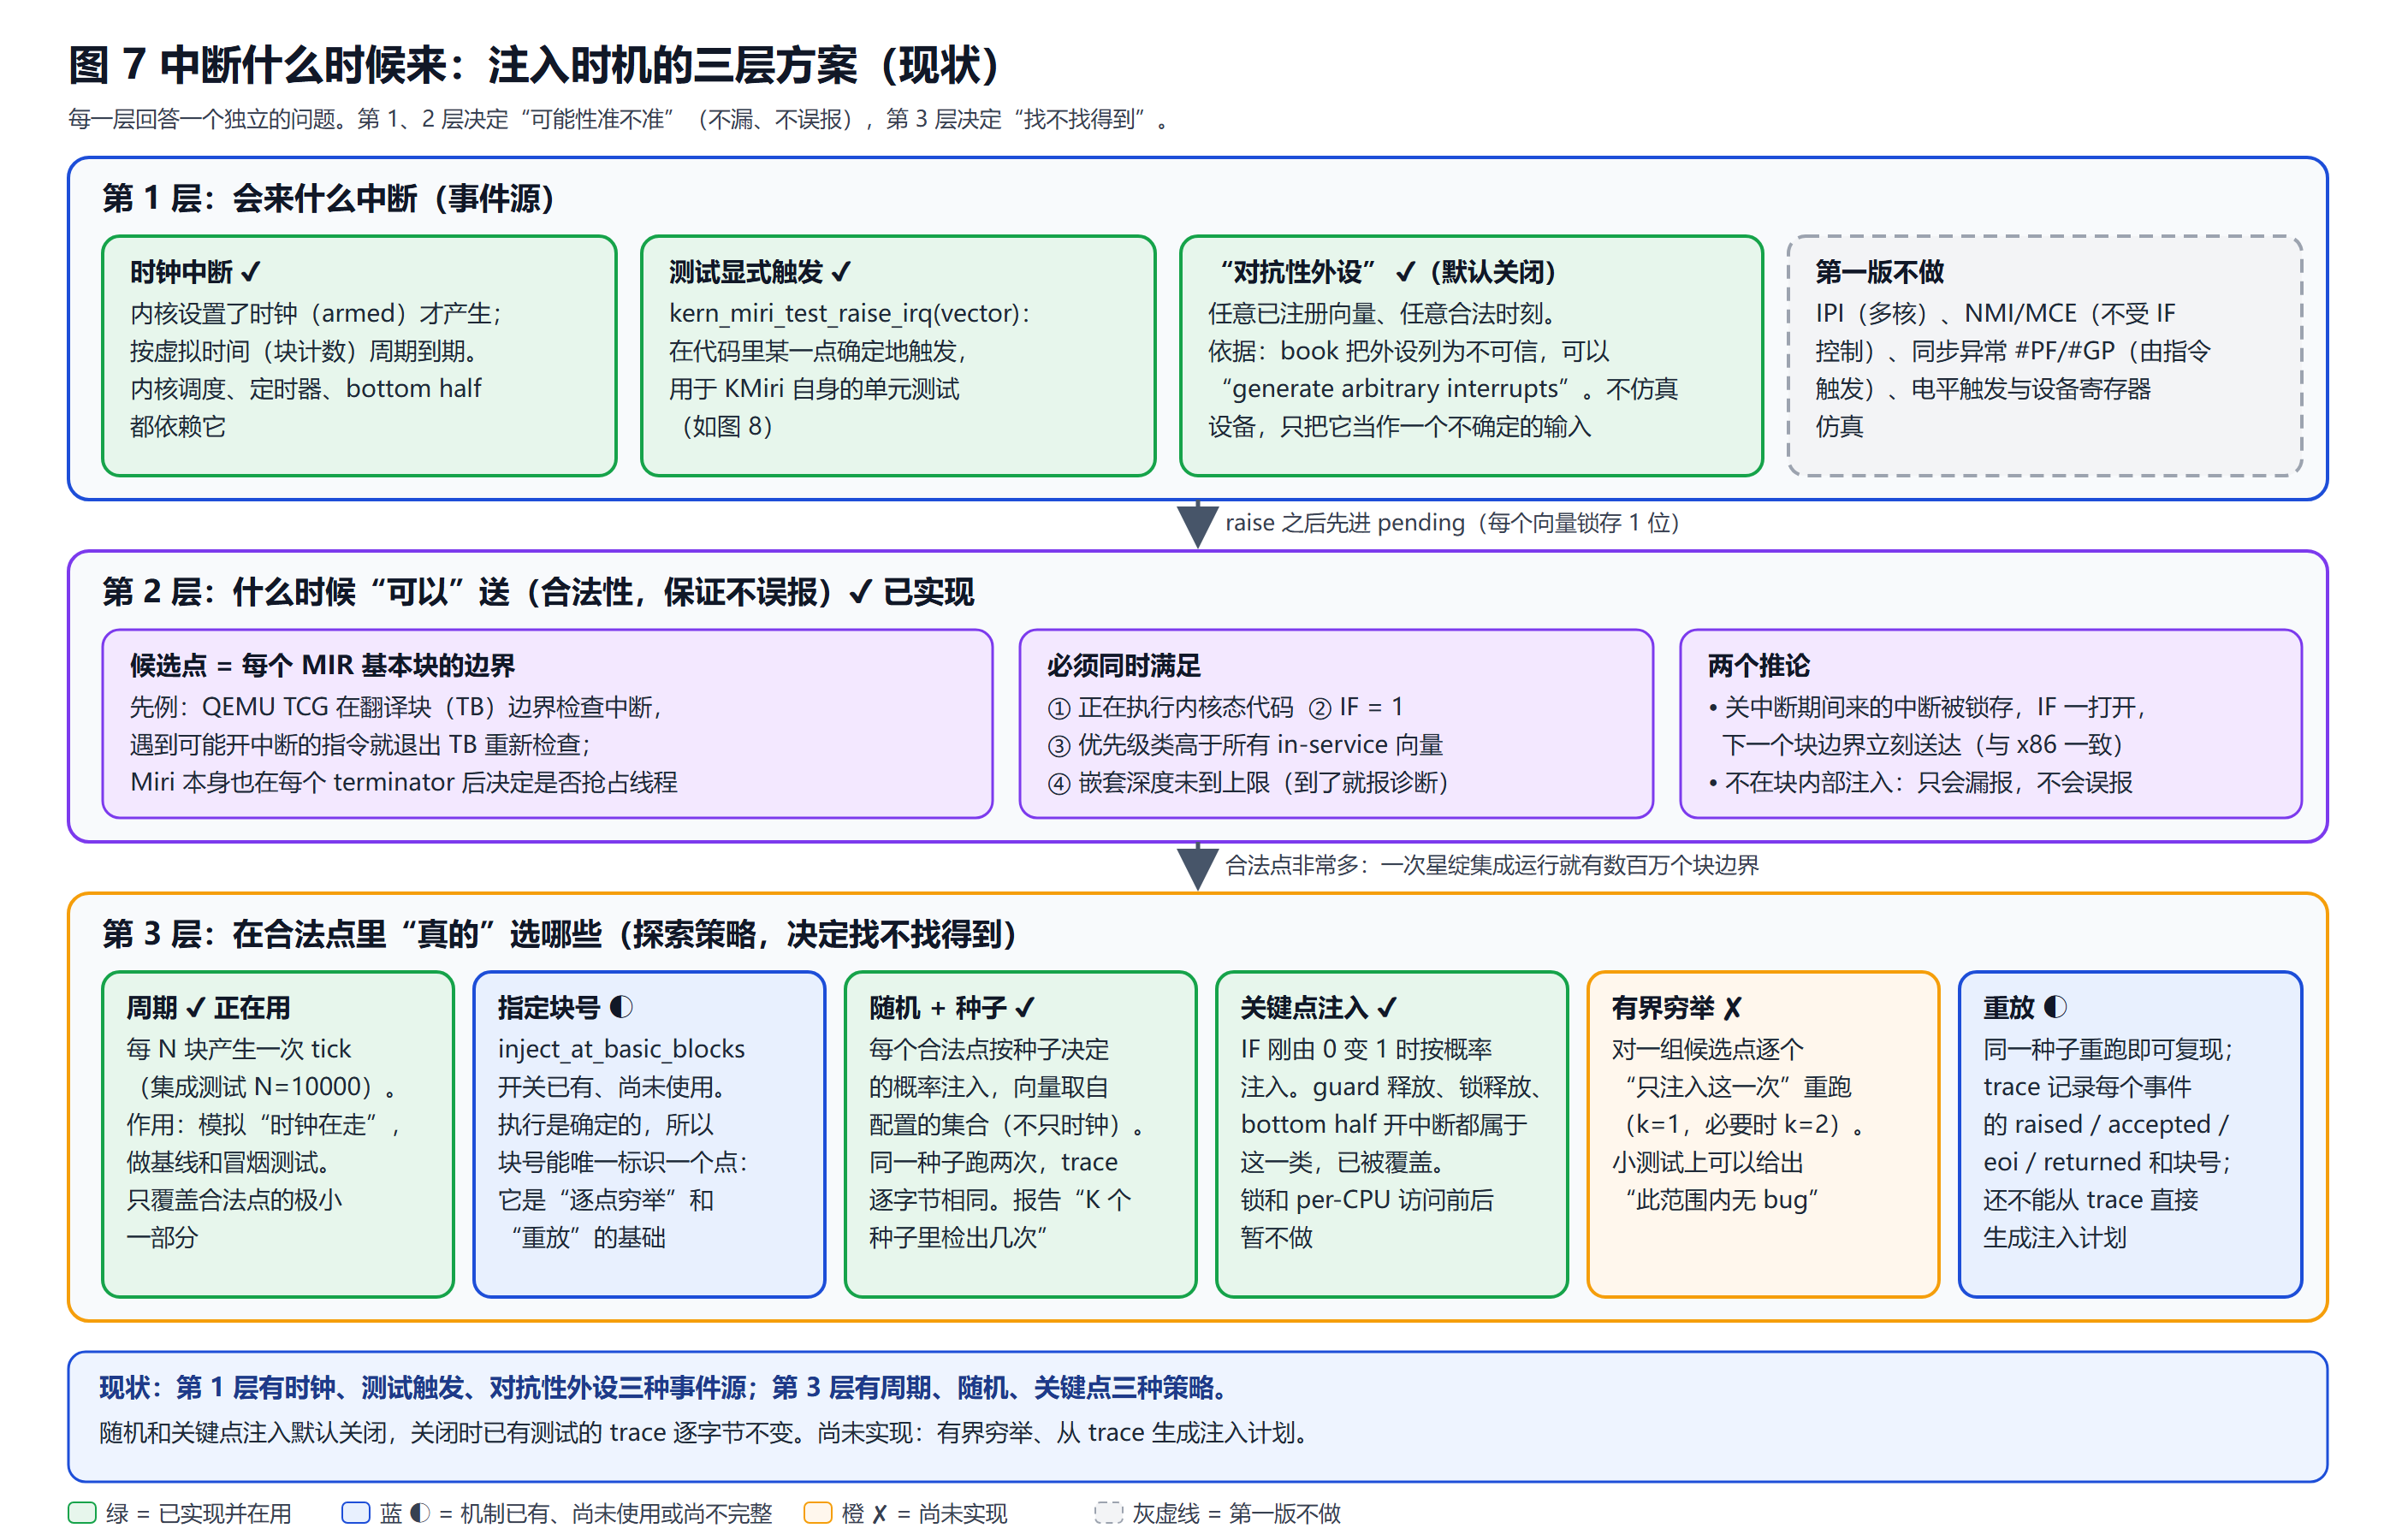 图 7 中断什么时候来：注入时机的三层方案（现状）
每一层回答一个独立的问题。第 1、2 层决定“可能性准不准”（不漏、不误报），第 3 层决定“找不找得到”。
第 1 层：会来什么中断（事件源）
时钟中断 ✔
内核设置了时钟（armed）才产生；
按虚拟时间（块计数）周期到期。
内核调度、定时器、bottom half
都依赖它
测试显式触发 ✔
kern_miri_test_raise_irq(vector)：
在代码里某一点确定地触发，
用于 KMiri 自身的单元测试
（如图 8）
“对抗性外设” ✔（默认关闭）
任意已注册向量、任意合法时刻。
依据：book 把外设列为不可信，可以
“generate arbitrary interrupts”。不仿真
设备，只把它当作一个不确定的输入
第一版不做
IPI（多核）、NMI/MCE（不受 IF
控制）、同步异常 #PF/#GP（由指令
触发）、电平触发与设备寄存器
仿真
raise 之后先进 pending（每个向量锁存 1 位）
第 2 层：什么时候“可以”送（合法性，保证不误报）✔ 已实现
候选点 = 每个 MIR 基本块的边界
先例：QEMU TCG 在翻译块（TB）边界检查中断，
遇到可能开中断的指令就退出 TB 重新检查；
Miri 本身也在每个 terminator 后决定是否抢占线程
必须同时满足
① 正在执行内核态代码 ② IF = 1
③ 优先级类高于所有 in-service 向量
④ 嵌套深度未到上限（到了就报诊断）
两个推论
• 关中断期间来的中断被锁存，IF 一打开，
下一个块边界立刻送达（与 x86 一致）
• 不在块内部注入：只会漏报，不会误报
合法点非常多：一次星绽集成运行就有数百万个块边界
第 3 层：在合法点里“真的”选哪些（探索策略，决定找不找得到）
周期 ✔ 正在用
每 N 块产生一次 tick
（集成测试 N=10000）。
作用：模拟“时钟在走”，
做基线和冒烟测试。
只覆盖合法点的极小
一部分
指定块号 ◐
inject_at_basic_blocks
开关已有、尚未使用。
执行是确定的，所以
块号能唯一标识一个点：
它是“逐点穷举”和
“重放”的基础
随机 + 种子 ✔
每个合法点按种子决定
的概率注入，向量取自
配置的集合（不只时钟）。
同一种子跑两次，trace
逐字节相同。报告“K 个
种子里检出几次”
关键点注入 ✔
IF 刚由 0 变 1 时按概率
注入。guard 释放、锁释放、
bottom half 开中断都属于
这一类，已被覆盖。
锁和 per-CPU 访问前后
暂不做
有界穷举 ✗
对一组候选点逐个
“只注入这一次”重跑
（k=1，必要时 k=2）。
小测试上可以给出
“此范围内无 bug”
重放 ◐
同一种子重跑即可复现；
trace 记录每个事件
的 raised / accepted /
eoi / returned 和块号；
还不能从 trace 直接
生成注入计划
现状：第 1 层有时钟、测试触发、对抗性外设三种事件源；第 3 层有周期、随机、关键点三种策略。
随机和关键点注入默认关闭，关闭时已有测试的 trace 逐字节不变。尚未实现：有界穷举、从 trace 生成注入计划。
绿 = 已实现并在用 蓝 ◐ = 机制已有、尚未使用或尚不完整 橙 ✗ = 尚未实现 灰虚线 = 第一版不做